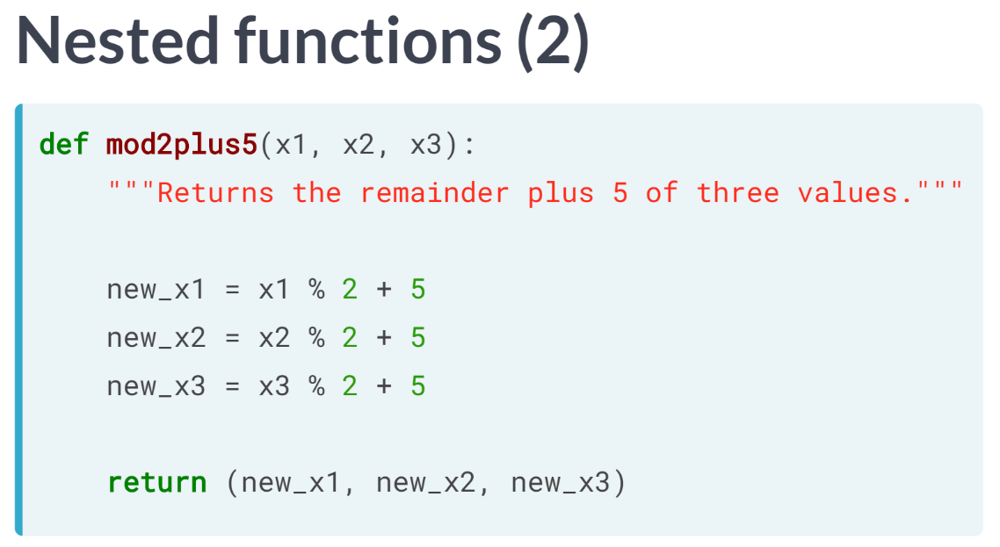 Nested functions (2)
def mod2plus5(x1, x2, x3):
    """Returns the remainder plus 5 of three values."""
    new_x1 = x1 % 2 + 5
    new_x2 = x2 % 2 + 5
    new_x3 = x3 % 2 + 5
    return (new_x1, new_x2, new_x3)